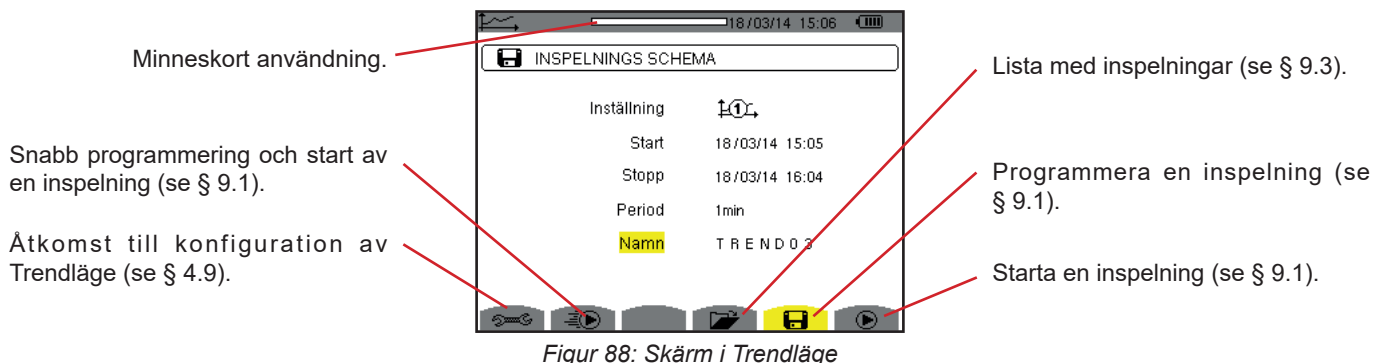 Minneskort användning.
Snabb programmering och start av
en inspelning (se § 9.1).
Åtkomst till konfiguration av
Trendläge (se § 4.9).
18/03/14 15:06
INSPELNINGS SCHEMA
Inställning 1
Start 18/03/14 15:05
Stopp 18/03/14 16:04
Period 1min
Namn TREND03
Lista med inspelningar (se § 9.3).
Programmera en inspelning (se
§ 9.1).
Starta en inspelning (se § 9.1).
Figur 88: Skärm i Trendläge